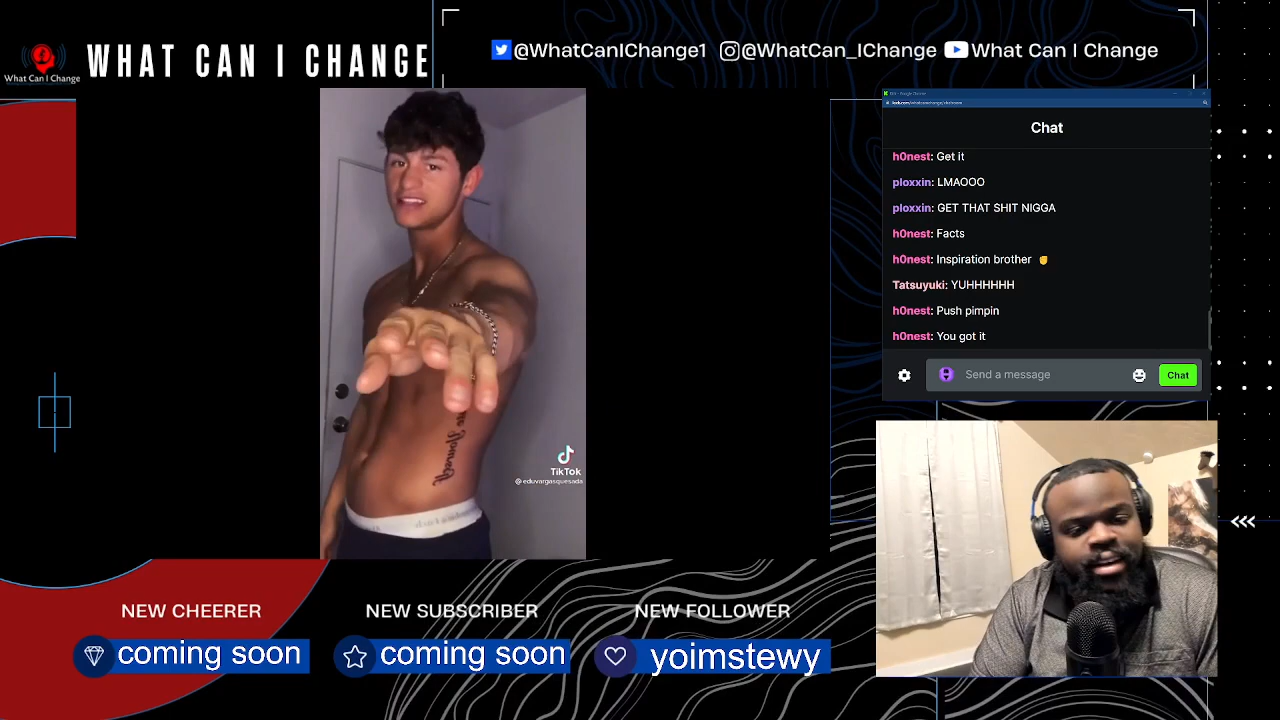 What Can I Change
WHAT CAN I CHANGE
@WhatCanIChange1
@WhatCan_IChange
What Can I Change
Chat
h0nest: Get it
ploxxin: LMAOOO
ploxxin: GET THAT SHIT NIGGA
h0nest: Facts
h0nest: Inspiration brother
Tatsuyuki: YUHHHHHH
h0nest: Push pimpin
h0nest: You got it
Send a message
Chat
TikTok
@eduvargasquesada
NEW CHEERER
NEW SUBSCRIBER
NEW FOLLOWER
coming soon
coming soon
yoimstewy